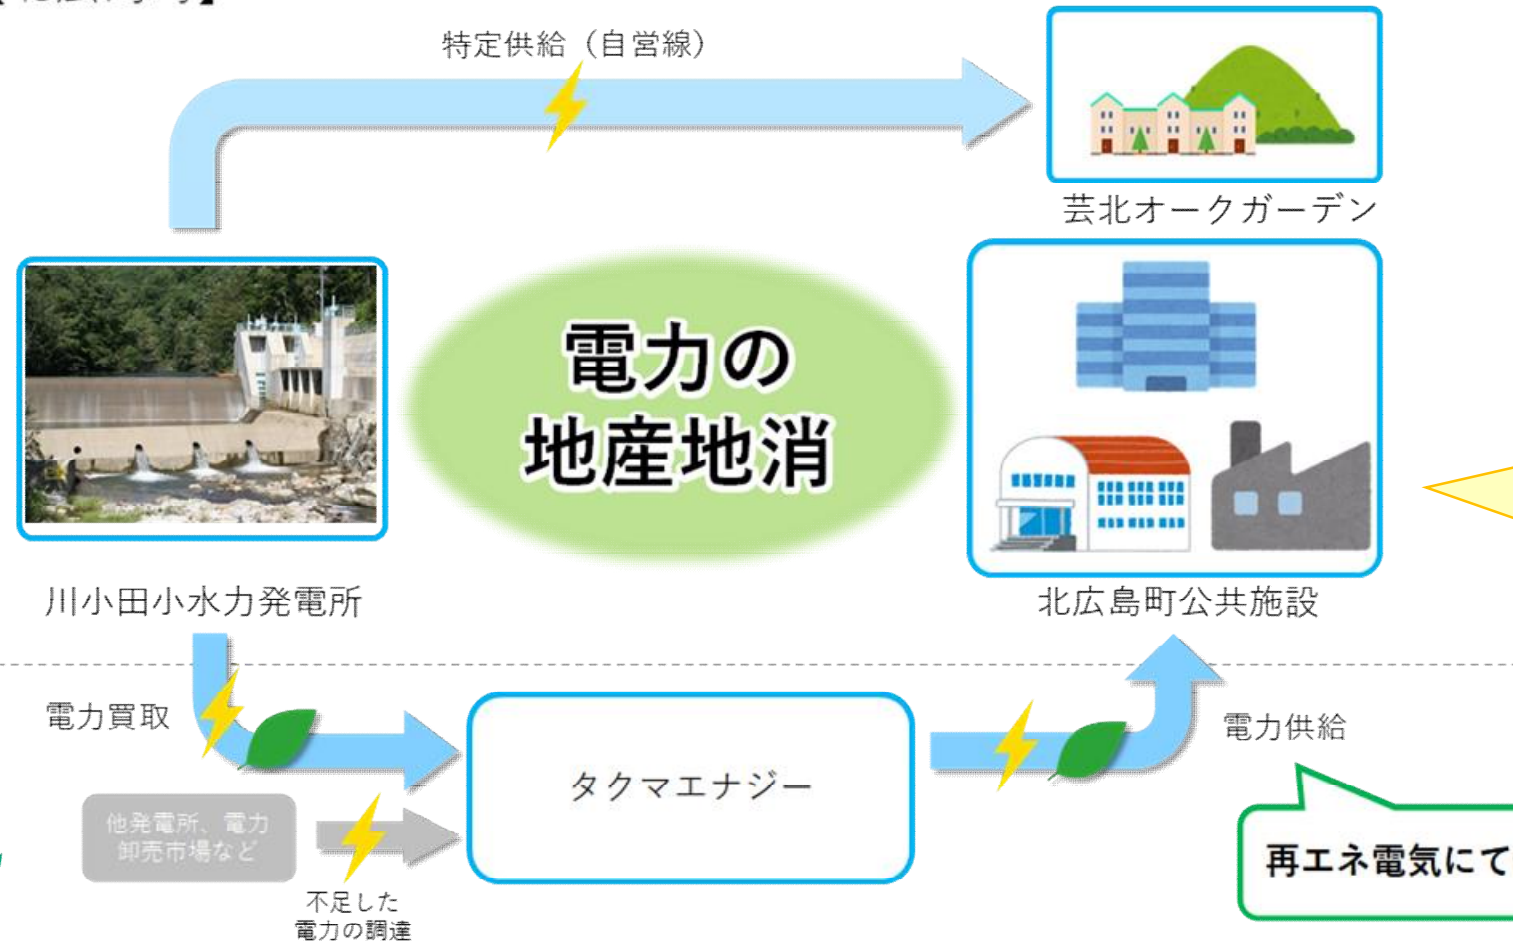 特定供給（自営線）
芸北オークガーデン
電力の
地産地消
川小田小水力発電所
北広島町公共施設
電力買取
電力供給
タクマエナジー
他発電所、電力
卸売市場など
不足した
電力の調達
再エネ電気にて